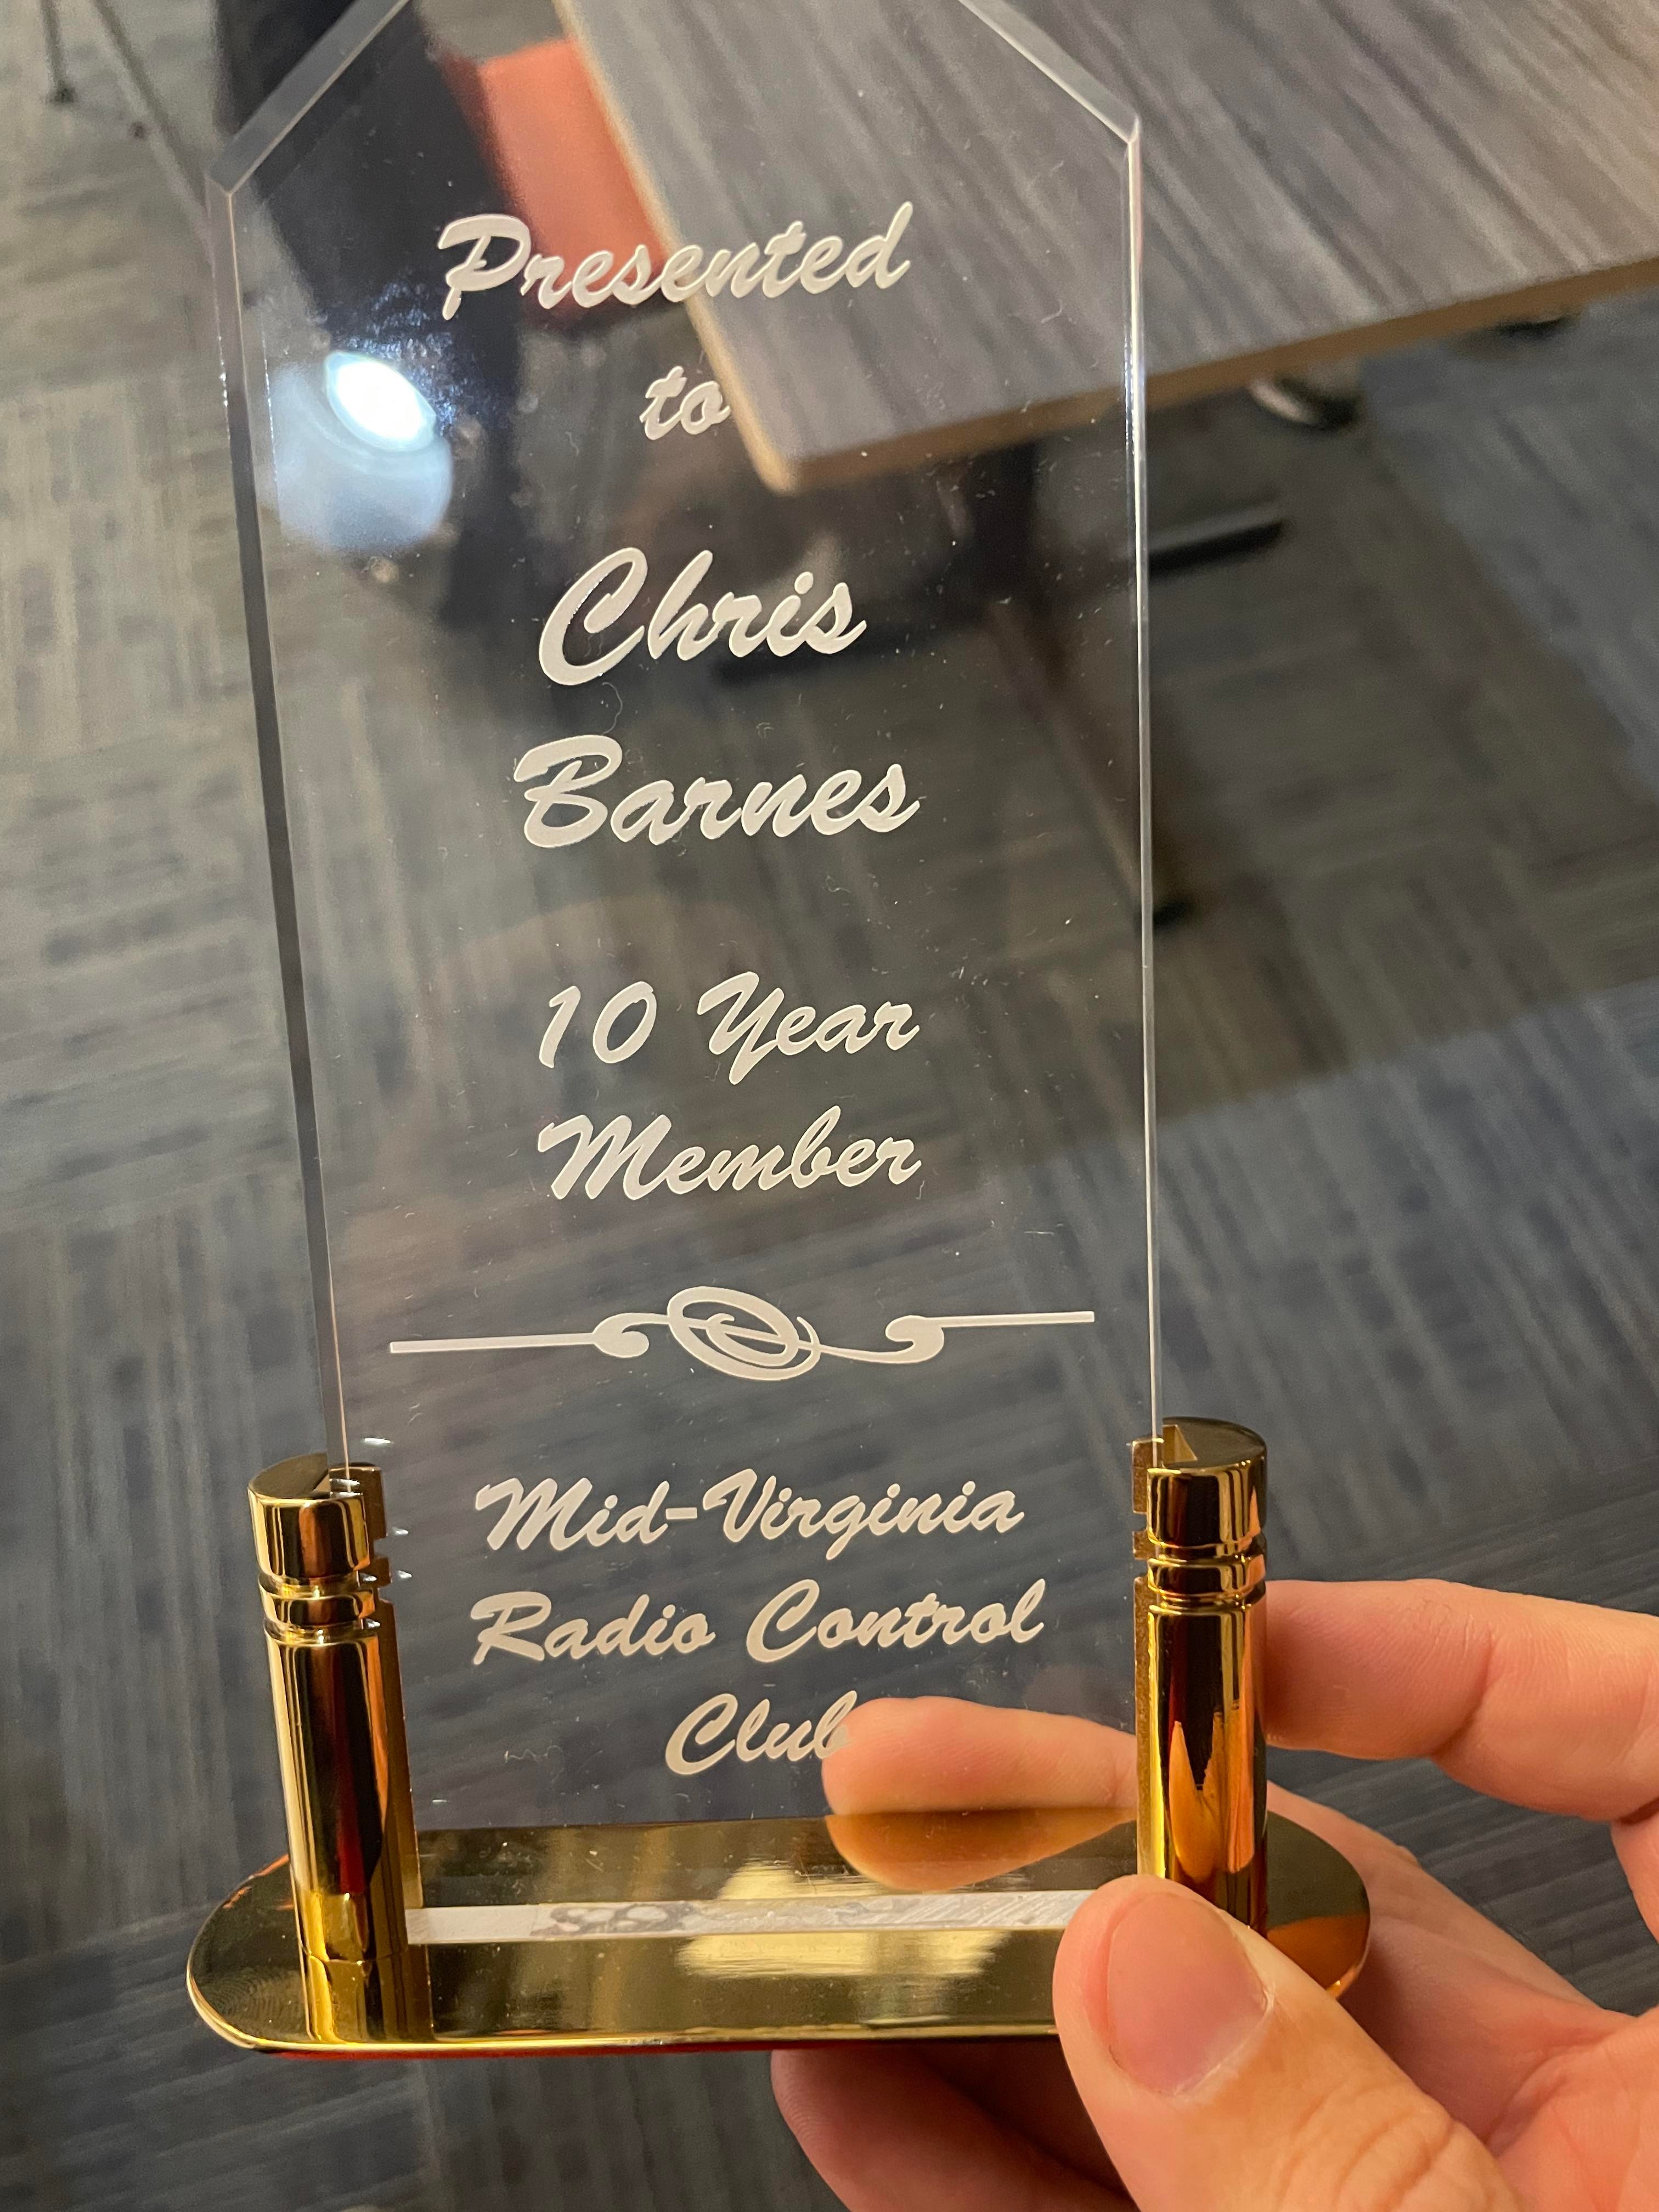 Presented
to
Chris
Barnes
10 Year
Member
Mid-Virginia
Radio Control
Club